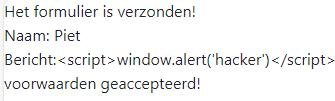 Het formulier is verzonden!
Naam: Piet
Bericht:<script>window.alert('hacker')</script>
voorwaarden geaccepteerd!